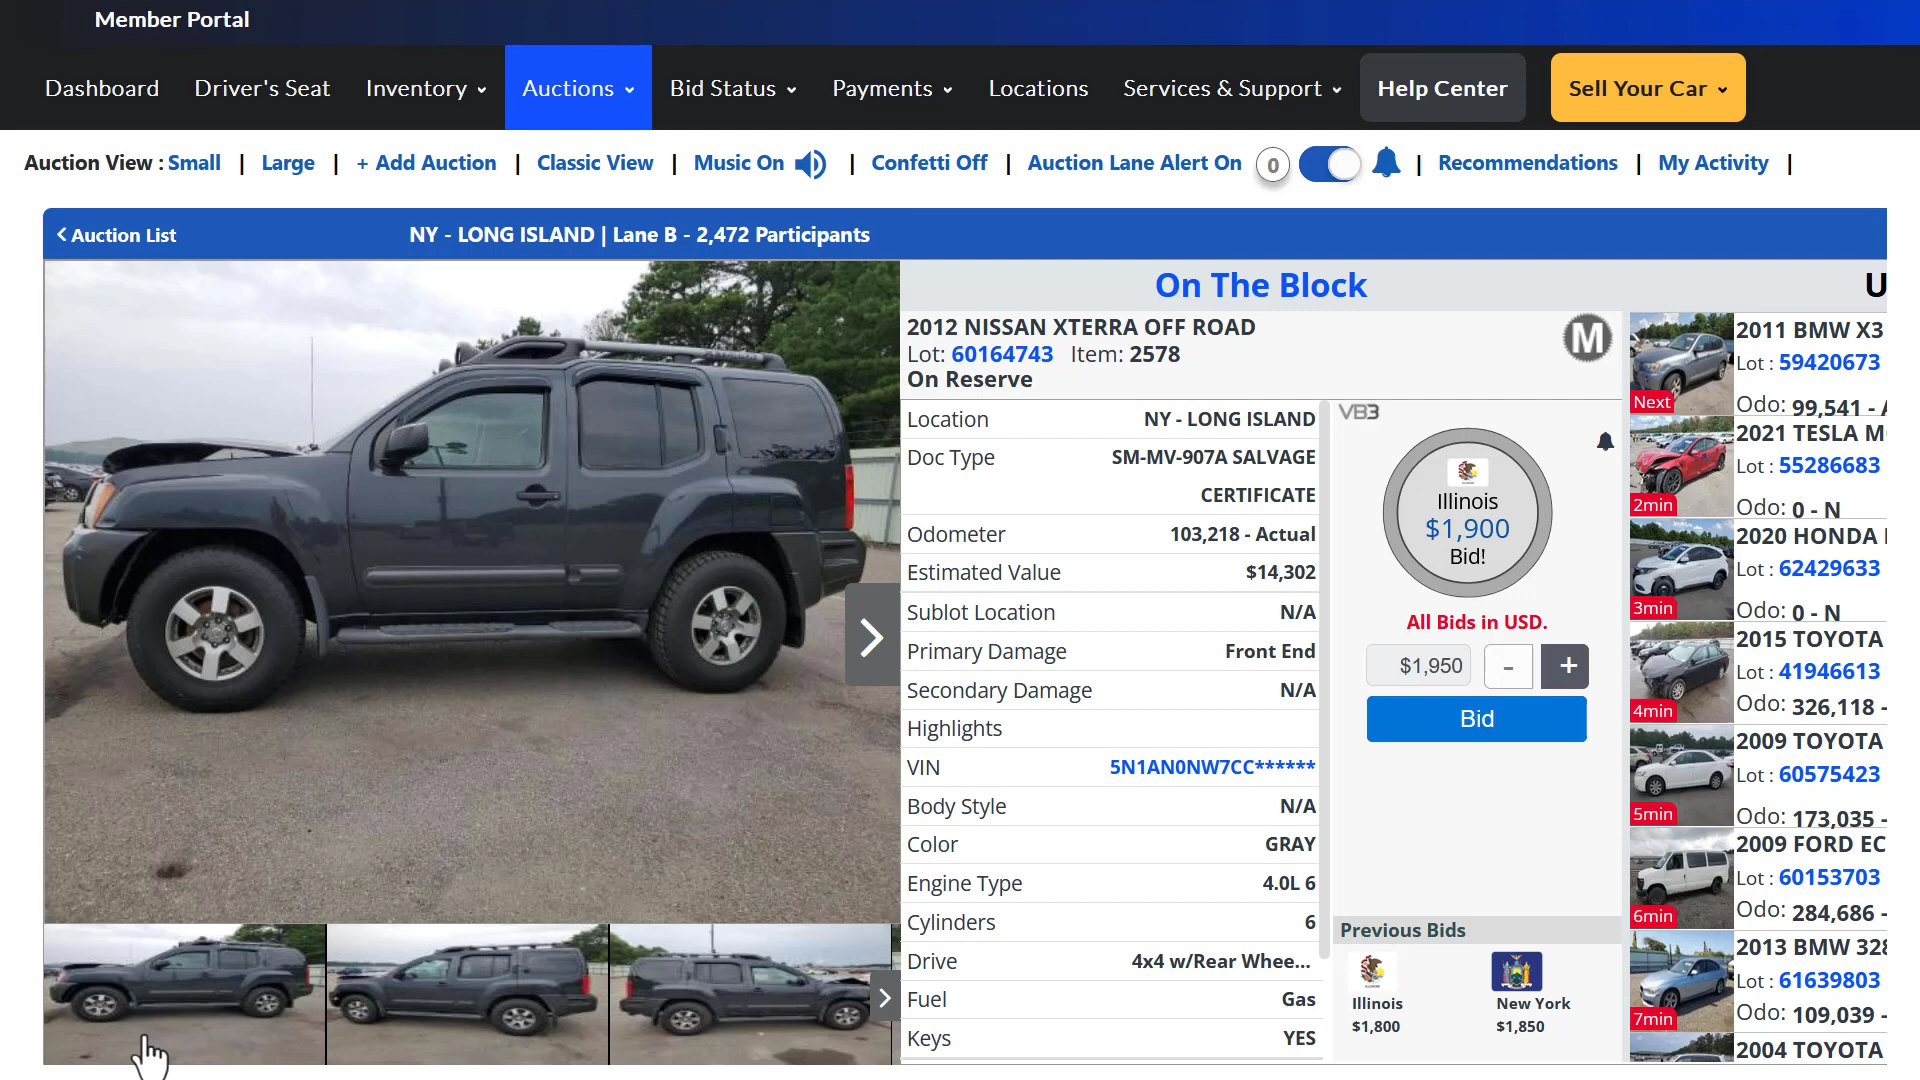 Member Portal
Dashboard Driver's Seat Inventory Auctions Bid Status Payments Locations Services & Support Help Center Sell Your Car
Auction View : Small | Large | + Add Auction | Classic View | Music On | Confetti Off | Auction Lane Alert On 0 | Recommendations | My Activity |
Auction List
NY - LONG ISLAND | Lane B - 2,472 Participants
On The Block
2012 NISSAN XTERRA OFF ROAD
Lot: 60164743 Item: 2578
On Reserve
M
Location NY - LONG ISLAND
Doc Type SM-MV-907A SALVAGE
CERTIFICATE
Odometer 103,218 - Actual
Estimated Value $14,302
Sublot Location N/A
Primary Damage Front End
Secondary Damage N/A
Highlights
VIN 5N1AN0NW7CC******
Body Style N/A
Color GRAY
Engine Type 4.0L 6
Cylinders 6
Drive 4x4 w/Rear Whee...
Fuel Gas
Keys YES
VB3
Illinois
$1,900
Bid!
All Bids in USD.
$1,950 - +
Bid
Previous Bids
Illinois
$1,800
New York
$1,850
U
2011 BMW X3
Lot : 59420673
Next
Odo: 99,541 -
2021 TESLA M
Lot : 55286683
2min
Odo: 0 - N
2020 HONDA
Lot : 62429633
3min
Odo: 0 - N
2015 TOYOTA
Lot : 41946613
4min
Odo: 326,118 -
2009 TOYOTA
Lot : 60575423
5min
Odo: 173,035 -
2009 FORD EC
Lot : 60153703
6min
Odo: 284,686 -
2013 BMW 328
Lot : 61639803
7min
Odo: 109,039 -
2004 TOYOTA